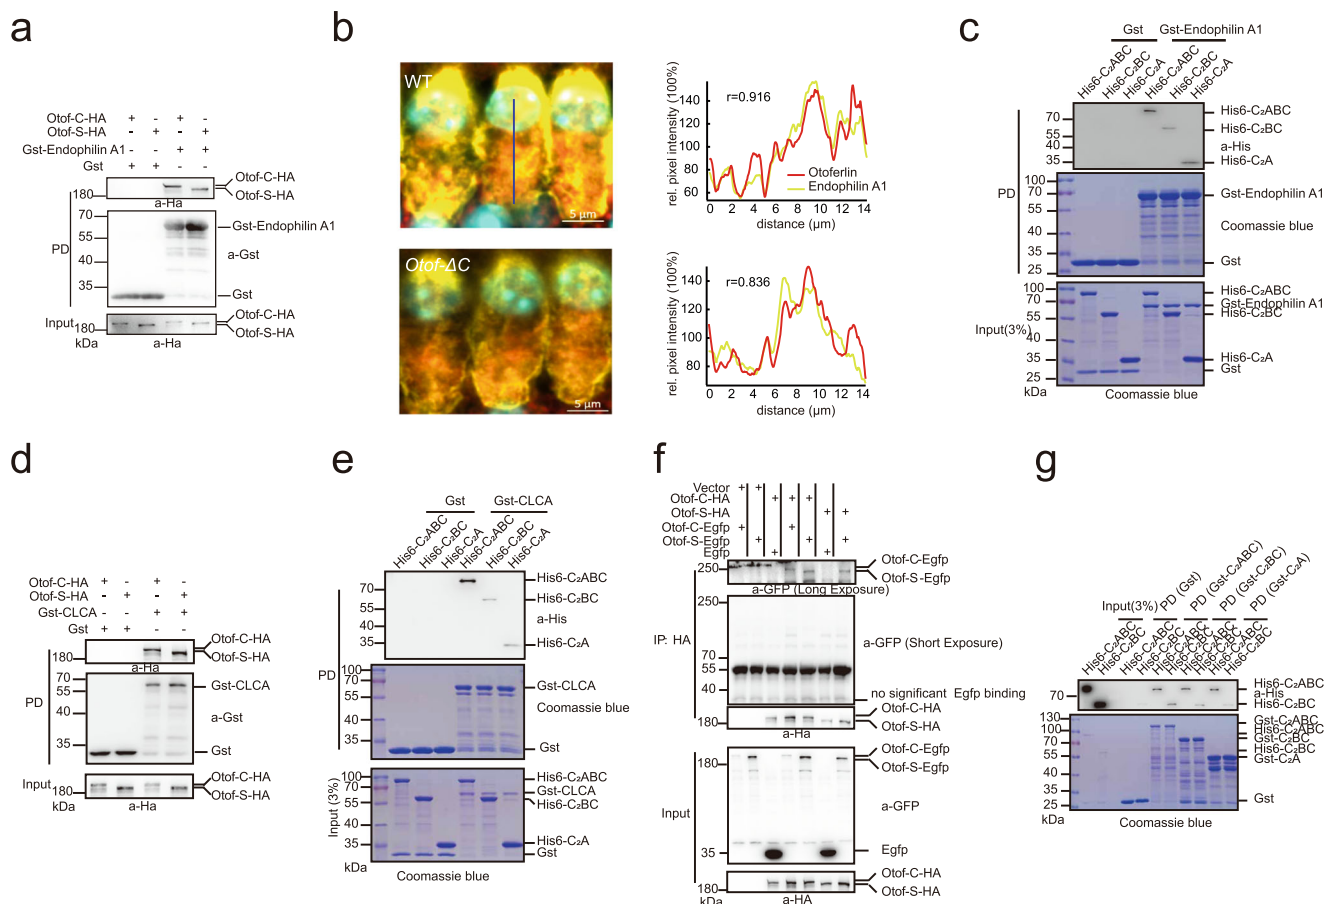 a
Otof-C-HA + - + -
Otof-S-HA - + - +
Gst-Endophilin A1 - - + +
Gst + + - -
180
Otof-C-HA
Otof-S-HA
a-Ha
PD
70
55
40
35
Gst-Endophilin A1
a-Gst
Gst
Input
180
kDa
Otof-C-HA
Otof-S-HA
a-Ha
b
WT
5 µm
Otof-ΔC
5 µm
rel. pixel intensity (100%)
140
120
100
80
60
r=0.916
Otoferlin
Endophilin A1
0 2 4 6 8 10 12 14
distance (µm)
rel. pixel intensity (100%)
140
120
100
80
r=0.836
0 2 4 6 8 10 12 14
distance (µm)
c
Gst
Gst-Endophilin A1
His6-C₂ABC
His6-C₂BC
His6-C₂A
His6-C₂ABC
His6-C₂BC
His6-C₂A
PD
70
55
40
35
His6-C₂ABC
His6-C₂BC
a-His
His6-C₂A
100
70
55
40
35
25
Gst-Endophilin A1
Coomassie blue
Gst
Input(3%)
100
70
55
40
35
25
kDa
His6-C₂ABC
Gst-Endophilin A1
His6-C₂BC
His6-C₂A
Gst
Coomassie blue
d
Otof-C-HA + - + -
Otof-S-HA - + - +
Gst-CLCA - - + +
Gst + + - -
180
Otof-C-HA
Otof-S-HA
a-Ha
PD
70
55
35
Gst-CLCA
a-Gst
Gst
Input
180
kDa
Otof-C-HA
Otof-S-HA
a-Ha
e
Gst
Gst-CLCA
His6-C₂ABC
His6-C₂BC
His6-C₂A
His6-C₂ABC
His6-C₂BC
His6-C₂A
PD
70
55
40
35
His6-C₂ABC
His6-C₂BC
a-His
His6-C₂A
100
70
55
40
35
25
Gst-CLCA
Coomassie blue
Gst
Input (3%)
100
70
55
35
25
kDa
His6-C₂ABC
Gst-CLCA
His6-C₂BC
His6-C₂A
Gst
Coomassie blue
f
Vector + +
Otof-C-HA + + +
Otof-S-HA + +
Otof-C-Egfp + +
Otof-S-Egfp + + +
Egfp + +
250
Otof-C-Egfp
Otof-S-Egfp
a-GFP (Long Exposure)
IP: HA
250
70
55
40
a-GFP (Short Exposure)
no significant Egfp binding
180
Otof-C-HA
Otof-S-HA
a-Ha
Input
180
35
Otof-C-Egfp
Otof-S-Egfp
a-GFP
Egfp
180
kDa
Otof-C-HA
Otof-S-HA
a-HA
g
Input(3%)
PD (Gst)
PD (Gst-C₂ABC)
PD (Gst-C₂BC)
PD (Gst-C₂A)
His6-C₂ABC
His6-C₂BC
His6-C₂ABC
His6-C₂BC
His6-C₂ABC
His6-C₂BC
His6-C₂ABC
His6-C₂BC
His6-C₂ABC
His6-C₂BC
70
His6-C₂ABC
a-His
His6-C₂BC
130
100
70
55
40
35
25
kDa
Gst-C₂ABC
His6-C₂ABC
Gst-C₂BC
His6-C₂BC
Gst-C₂A
Gst
Coomassie blue